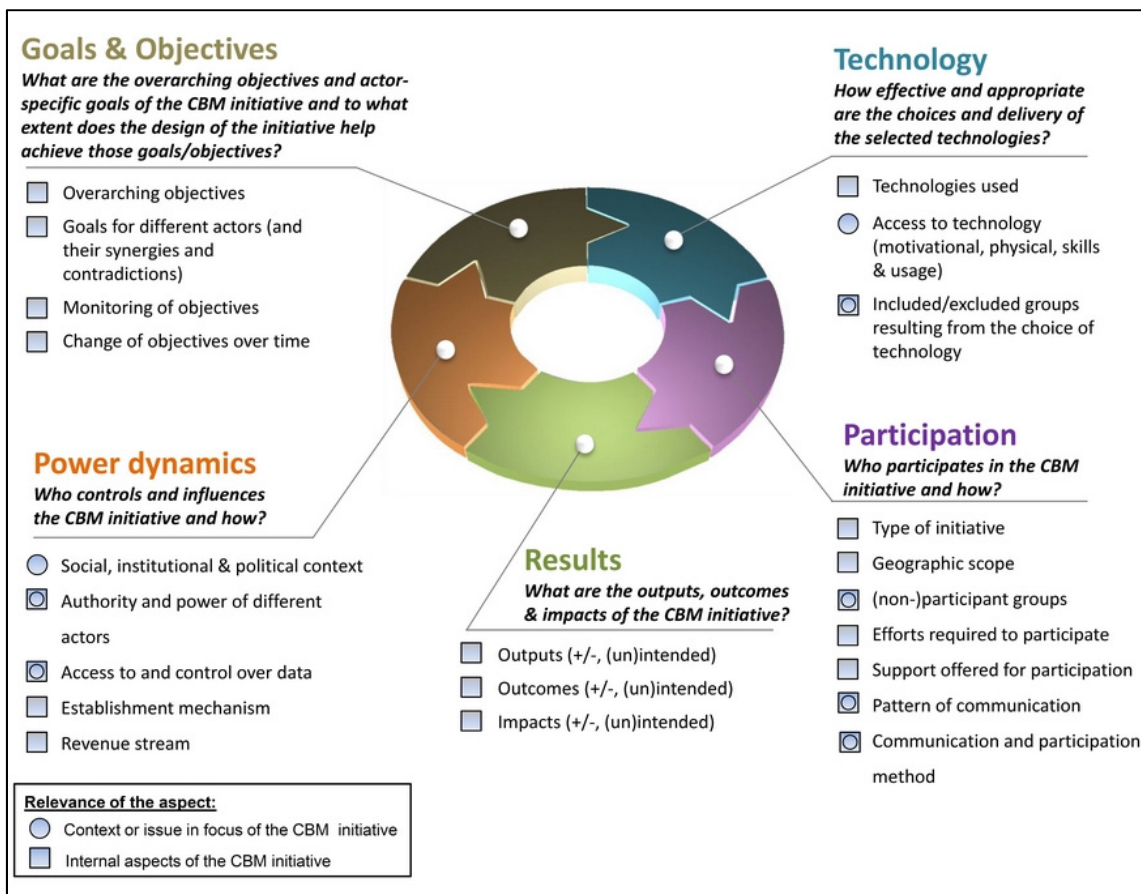 Goals & Objectives
What are the overarching objectives and actor-
specific goals of the CBM initiative and to what
extent does the design of the initiative help
achieve those goals/objectives?
Overarching objectives
Goals for different actors (and
their synergies and
contradictions)
Monitoring of objectives
Change of objectives over time
Technology
How effective and appropriate
are the choices and delivery of
the selected technologies?
Technologies used
Access to technology
(motivational, physical, skills
& usage)
Included/excluded groups
resulting from the choice of
technology
Power dynamics
Who controls and influences
the CBM initiative and how?
Social, institutional & political context
Authority and power of different
actors
Access to and control over data
Establishment mechanism
Revenue stream
Results
What are the outputs, outcomes
& impacts of the CBM initiative?
Outputs (+/-, (un)intended)
Outcomes (+/-, (un)intended)
Impacts (+/-, (un)intended)
Participation
Who participates in the CBM
initiative and how?
Type of initiative
Geographic scope
(non-)participant groups
Efforts required to participate
Support offered for participation
Pattern of communication
Communication and participation
method
Relevance of the aspect:
Context or issue in focus of the CBM initiative
Internal aspects of the CBM initiative